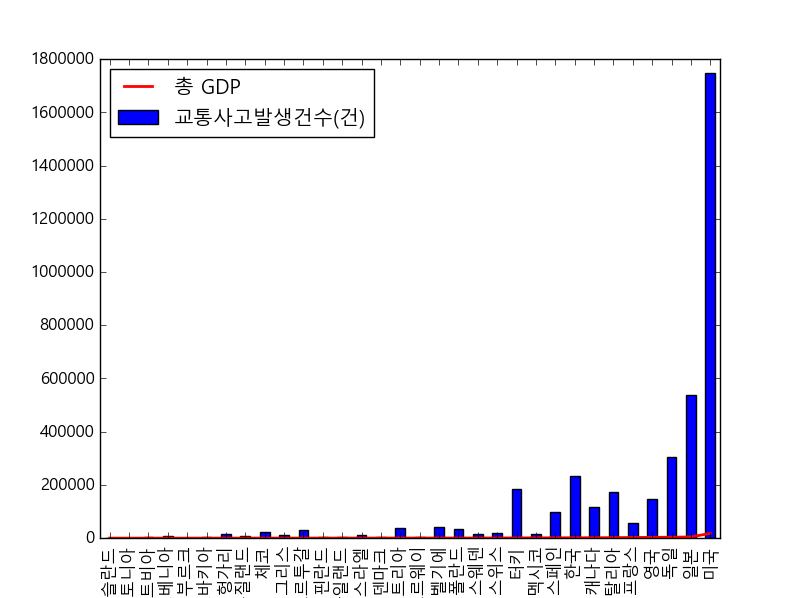 1800000
1600000
1400000
1200000
1000000
800000
600000
400000
200000
0
총 GDP
교통사고발생건수(건)
슬란드
토니아
트비아
베니아
부르크
바키아
헝가리
질랜드
체코
그리스
르투갈
핀란드
일랜드
스라엘
덴마크
트리아
르웨이
벨기에
폴란드
스웨덴
스위스
터키
멕시코
스페인
한국
캐나다
탈리아
프랑스
영국
독일
일본
미국